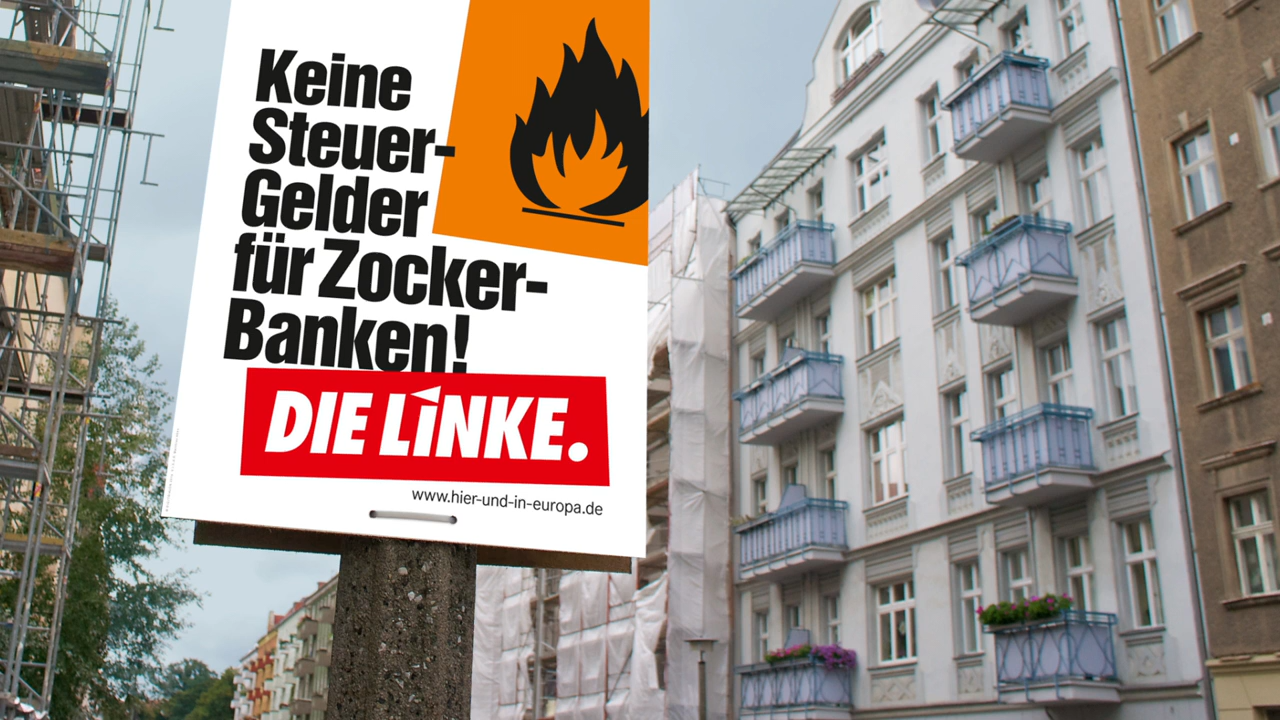 Keine
Steuer-
Gelder
für Zocker-
Banken!
DIE LINKE.
www.hier-und-in-europa.de